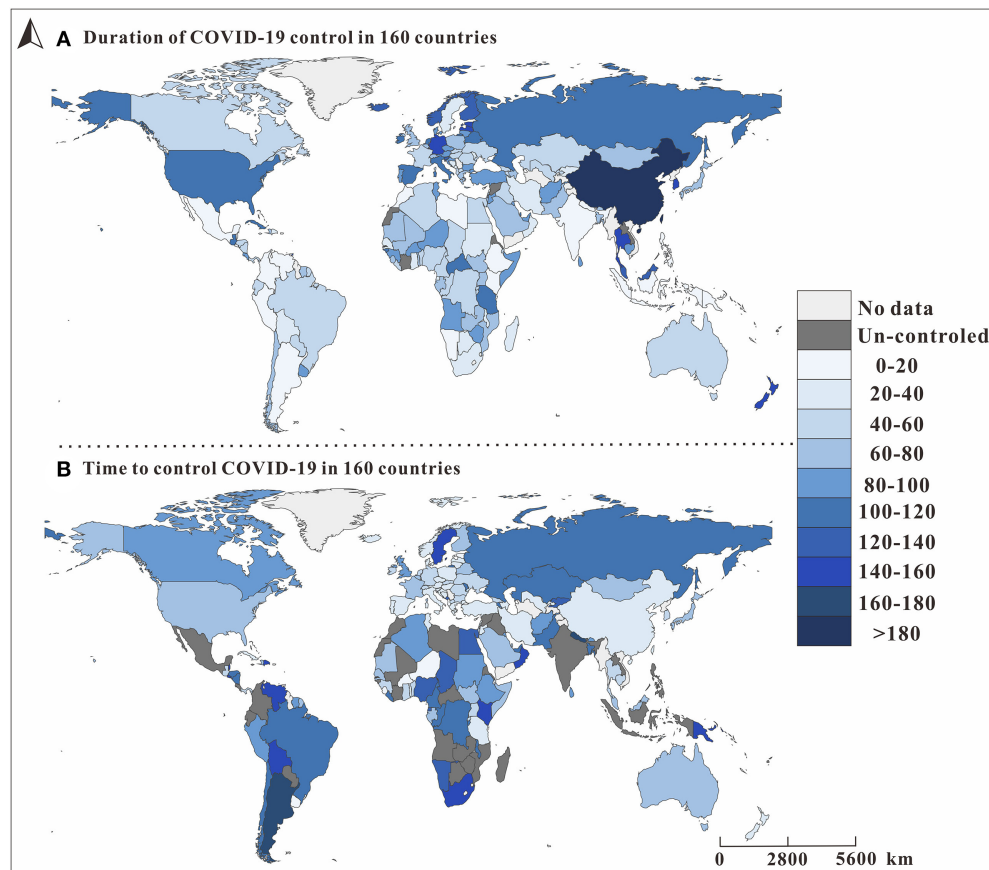 A Duration of COVID-19 control in 160 countries
No data
Un-controled
0-20
20-40
40-60
60-80
80-100
100-120
120-140
140-160
160-180
>180
B Time to control COVID-19 in 160 countries
0 2800 5600 km